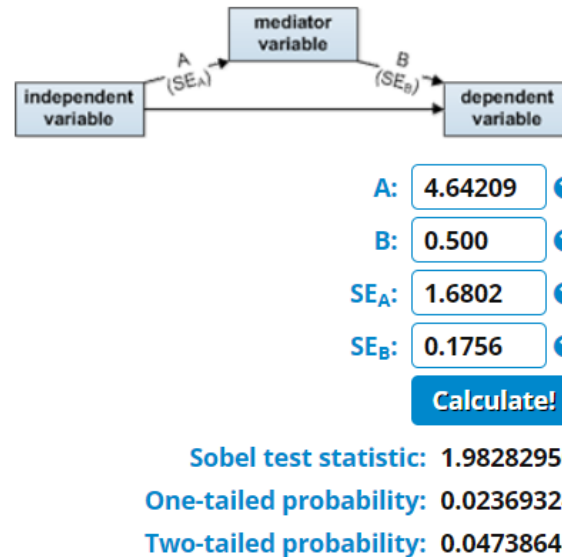 mediator
variable
A
(SEA)
B
(SEB)
independent
variable
dependent
variable
A: 4.64209
B: 0.500
SEA: 1.6802
SEB: 0.1756
Calculate!
Sobel test statistic: 1.9828295
One-tailed probability: 0.0236932
Two-tailed probability: 0.0473864